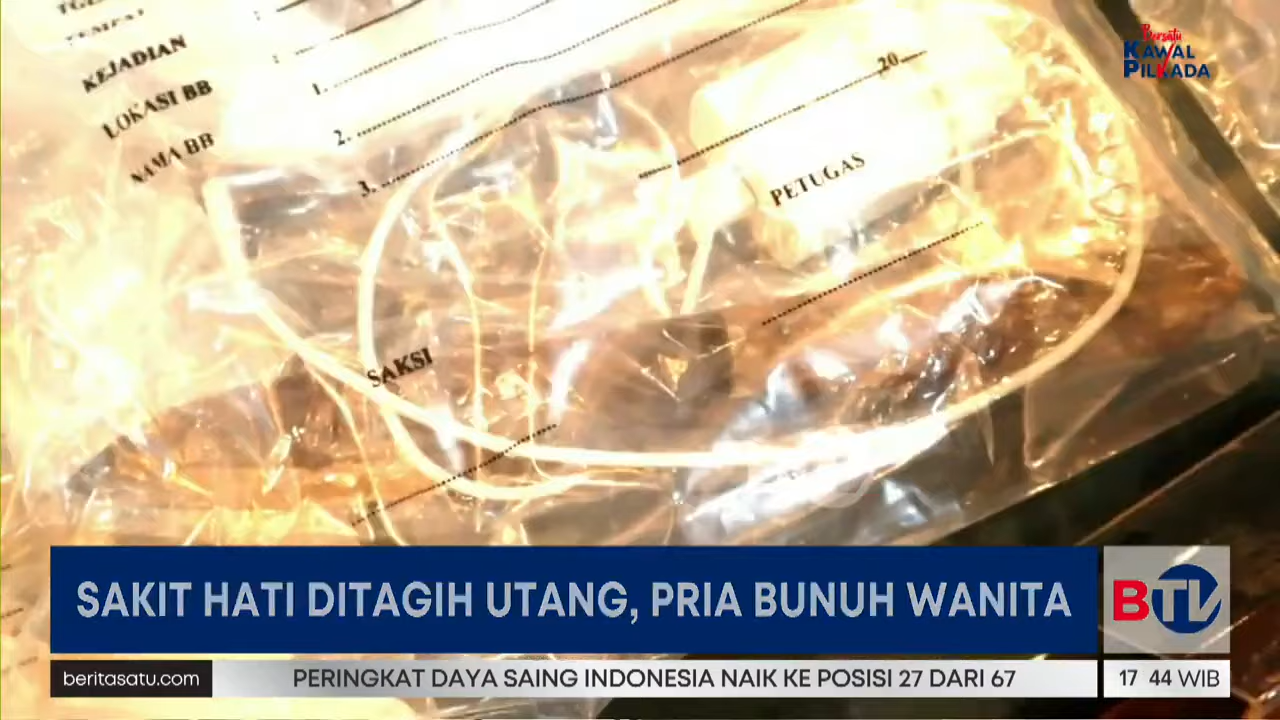 KEJADIAN :
LOKASI BB : 1.
NAMA BB 2.
3.
20
PETUGAS
SAKSI
Bersatu
KAWAL
PILKADA
SAKIT HATI DITAGIH UTANG, PRIA BUNUH WANITA
BTV
beritasatu.com
PERINGKAT DAYA SAING INDONESIA NAIK KE POSISI 27 DARI 67
17 44 WIB